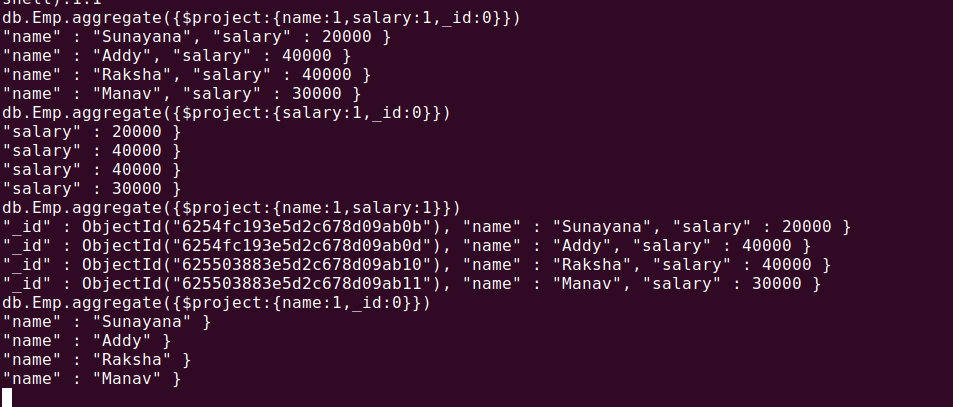 shell):1:1
db.Emp.aggregate({$project:{name:1,salary:1,_id:0}})
"name" : "Sunayana", "salary" : 20000 }
"name" : "Addy", "salary" : 40000 }
"name" : "Raksha", "salary" : 40000 }
"name" : "Manav", "salary" : 30000 }
db.Emp.aggregate({$project:{salary:1,_id:0}})
"salary" : 20000 }
"salary" : 40000 }
"salary" : 40000 }
"salary" : 30000 }
db.Emp.aggregate({$project:{name:1,salary:1}})
"_id" : ObjectId("6254fc193e5d2c678d09ab0b"), "name" : "Sunayana", "salary" : 20000 }
"_id" : ObjectId("6254fc193e5d2c678d09ab0d"), "name" : "Addy", "salary" : 40000 }
"_id" : ObjectId("625503883e5d2c678d09ab10"), "name" : "Raksha", "salary" : 40000 }
"_id" : ObjectId("625503883e5d2c678d09ab11"), "name" : "Manav", "salary" : 30000 }
db.Emp.aggregate({$project:{name:1,_id:0}})
"name" : "Sunayana" }
"name" : "Addy" }
"name" : "Raksha" }
"name" : "Manav" }